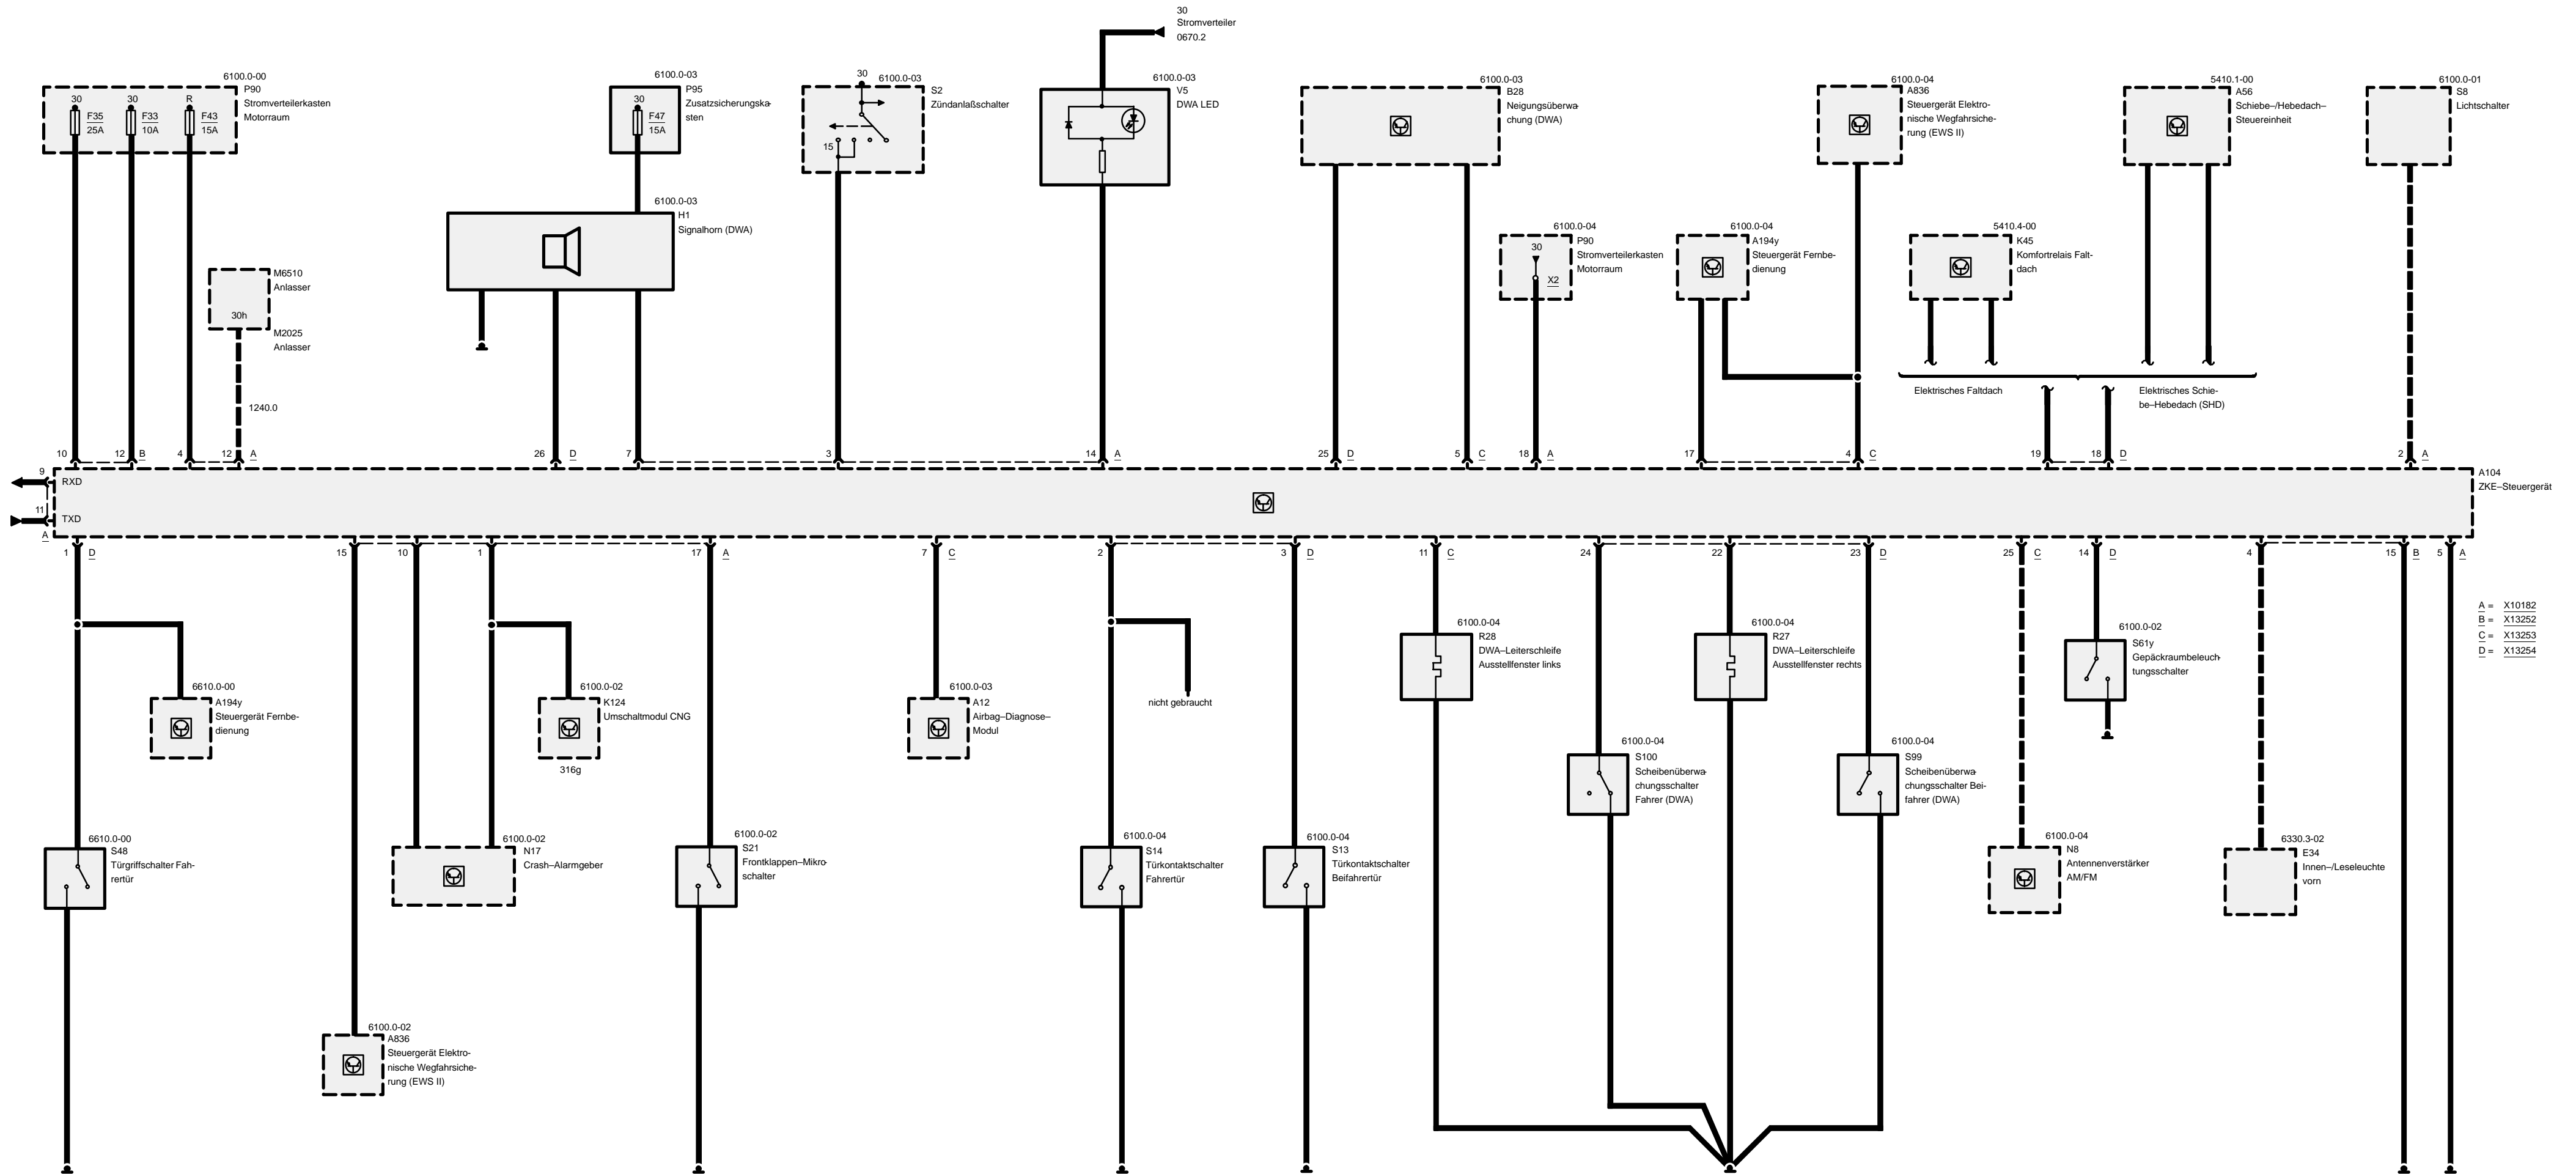 30
Stromverteiler
0670.2
6100.0-00
P90
Stromverteilerkasten
Motorraum
30
F35
25A
30
F33
10A
R
F43
15A
M6510
Anlasser
30h
M2025
Anlasser
1240.0
6100.0-03
P95
Zusatzsicherungska-
sten
30
F47
15A
6100.0-03
H1
Signalhorn (DWA)
30
6100.0-03
S2
Zündanlaßschalter
15
6100.0-03
V5
DWA LED
6100.0-03
B28
Neigungsüberwa-
chung (DWA)
6100.0-04
P90
Stromverteilerkasten
Motorraum
30
X2
6100.0-04
A194y
Steuergerät Fernbe-
dienung
6100.0-04
A836
Steuergerät Elektro-
nische Wegfahrsiche-
rung (EWS II)
5410.4-00
K45
Komfortrelais Falt-
dach
5410.1-00
A56
Schiebe–/Hebedach–
Steuereinheit
6100.0-01
S8
Lichtschalter
Elektrisches Faltdach
Elektrisches Schie-
be–Hebedach (SHD)
10 12 B 4 12 A 26 D 7 3 14 A 25 D 5 C 18 A 17 4 C 19 18 D 2 A
9
RXD
11
TXD
A
A104
ZKE–Steuergerät
1 D 15 10 1 17 A 7 C 2 3 D 11 C 24 22 23 D 25 C 14 D 4 15 B 5 A
A = X10182
B = X13252
C = X13253
D = X13254
6610.0-00
A194y
Steuergerät Fernbe-
dienung
6100.0-02
K124
Umschaltmodul CNG
316g
6100.0-03
A12
Airbag–Diagnose–
Modul
nicht gebraucht
6100.0-04
R28
DWA–Leiterschleife
Ausstellfenster links
6100.0-04
R27
DWA–Leiterschleife
Ausstellfenster rechts
6100.0-02
S61y
Gepäckraumbeleuch-
tungsschalter
6100.0-04
S100
Scheibenüberwa-
chungsschalter
Fahrer (DWA)
6100.0-04
S99
Scheibenüberwa-
chungsschalter Bei-
fahrer (DWA)
6610.0-00
S48
Türgriffschalter Fah-
rertür
6100.0-02
N17
Crash–Alarmgeber
6100.0-02
S21
Frontklappen–Mikro-
schalter
6100.0-04
S14
Türkontaktschalter
Fahrertür
6100.0-04
S13
Türkontaktschalter
Beifahrertür
6100.0-04
N8
Antennenverstärker
AM/FM
6330.3-02
E34
Innen–/Leseleuchte
vorn
6100.0-02
A836
Steuergerät Elektro-
nische Wegfahrsiche-
rung (EWS II)